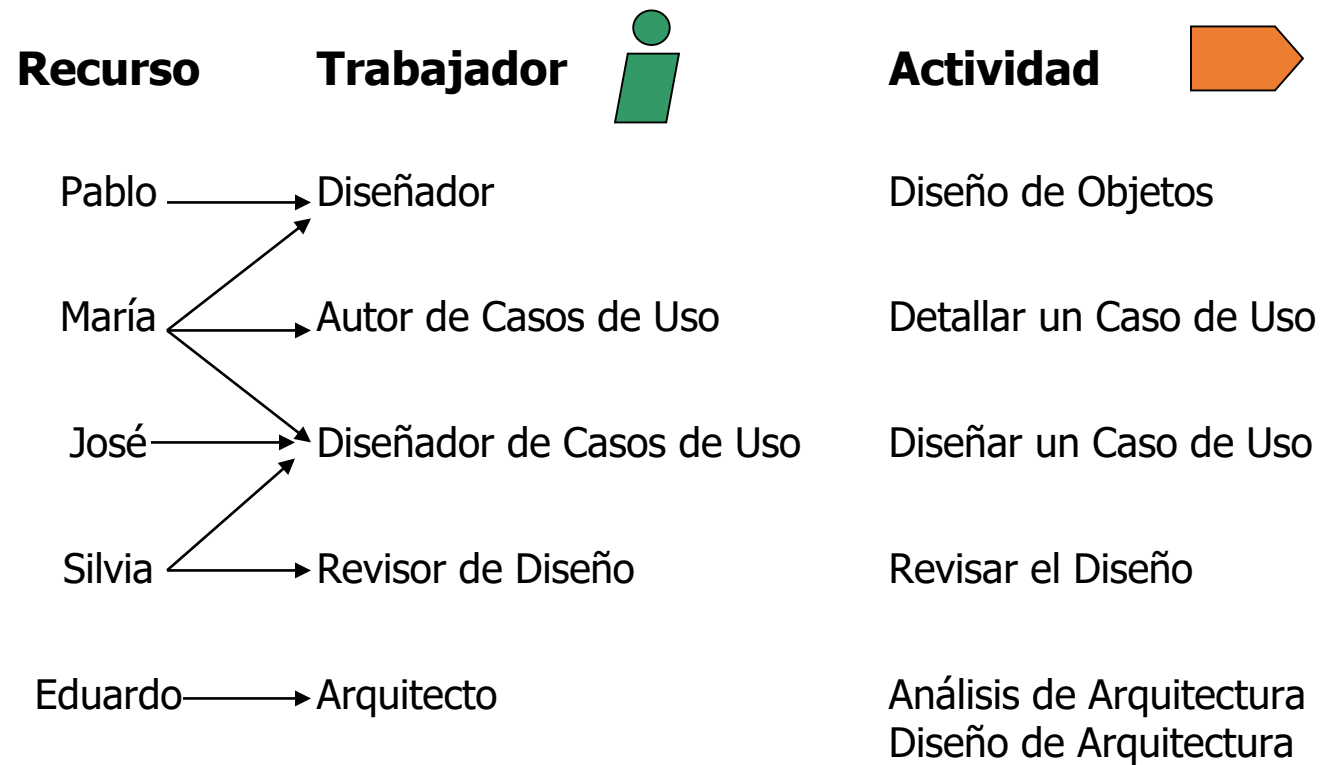 Recurso Trabajador Actividad
Pablo Diseñador Diseño de Objetos
María Autor de Casos de Uso Detallar un Caso de Uso
José Diseñador de Casos de Uso Diseñar un Caso de Uso
Silvia Revisor de Diseño Revisar el Diseño
Eduardo Arquitecto Análisis de Arquitectura
Diseño de Arquitectura